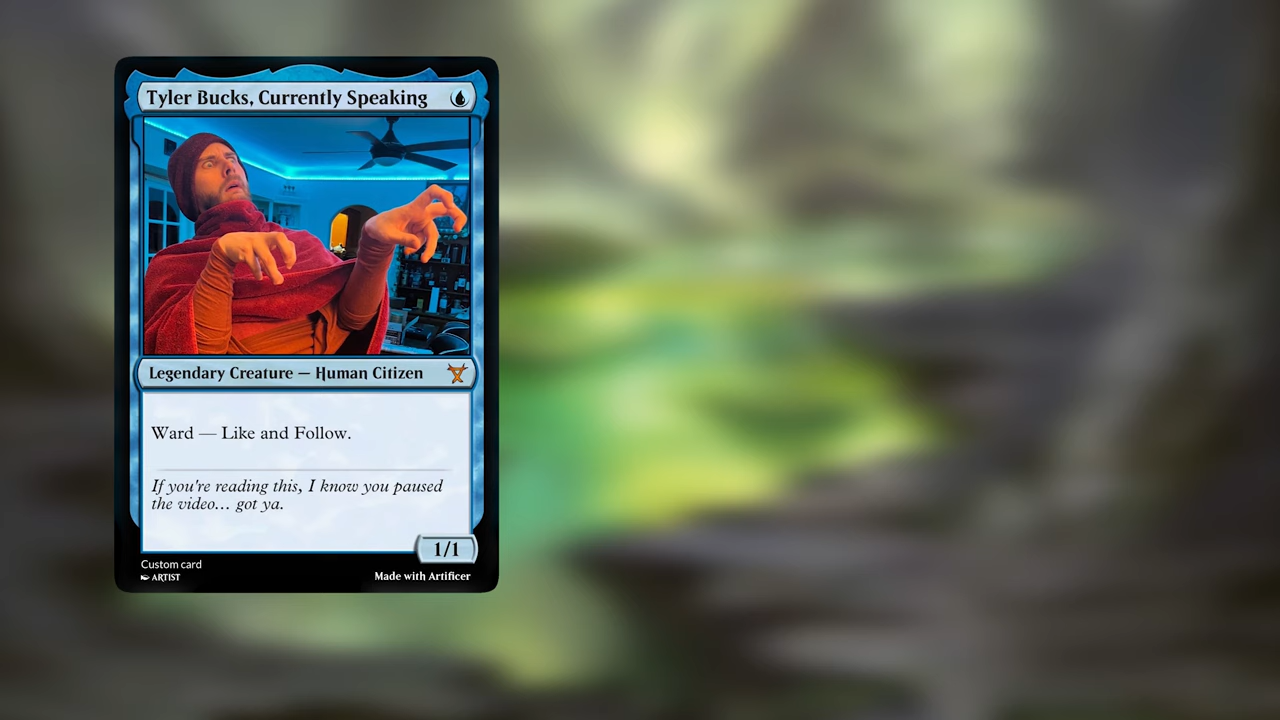 Tyler Bucks, Currently Speaking
Legendary Creature — Human Citizen
Ward — Like and Follow.
If you're reading this, I know you paused
the video... got ya.
1/1
Custom card
ARTIST
Made with Artificer